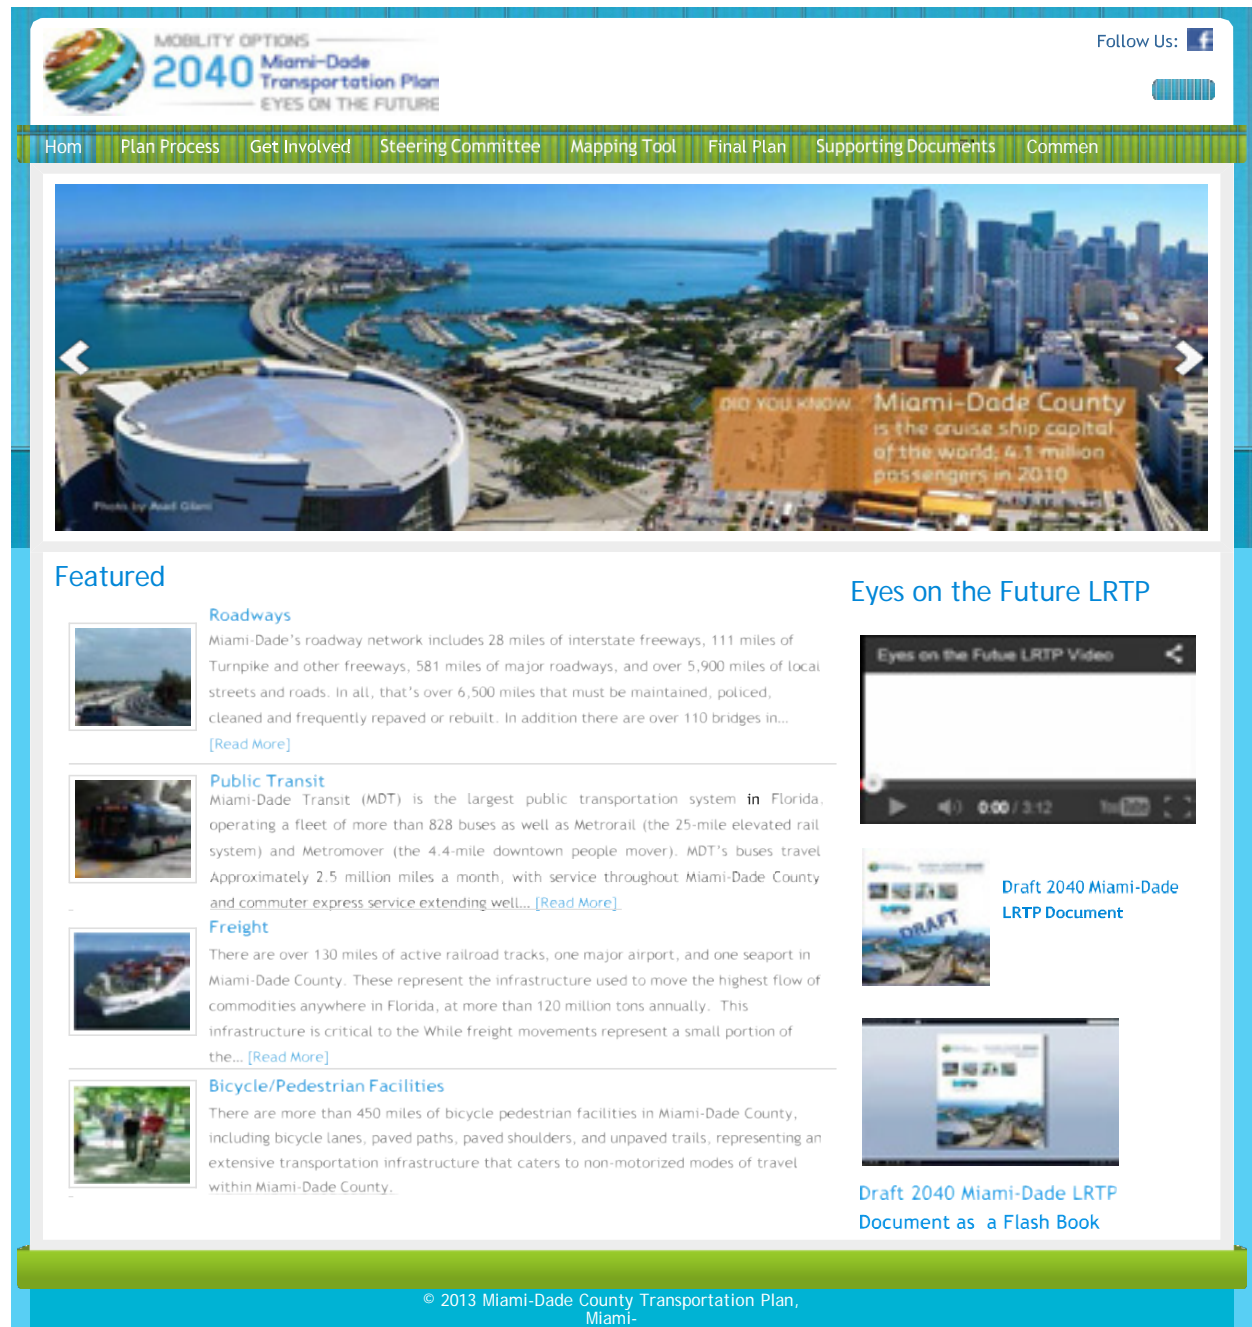 MOBILITY OPTIONS
2040 Miami-Dade
Transportation Plan
EYES ON THE FUTURE
Follow Us:
Hom Plan Process Get Involved Steering Committee Mapping Tool Final Plan Supporting Documents Commen
DID YOU KNOW Miami-Dade County
is the cruise ship capital
of the world; 4.1 million
passengers in 2010
Photo by Asad Gilani
Featured
Roadways
Miami-Dade's roadway network includes 28 miles of interstate freeways, 111 miles of
Turnpike and other freeways, 581 miles of major roadways, and over 5,900 miles of local
streets and roads. In all, that's over 6,500 miles that must be maintained, policed,
cleaned and frequently repaved or rebuilt. In addition there are over 110 bridges in...
[Read More]
Public Transit
Miami-Dade Transit (MDT) is the largest public transportation system in Florida,
operating a fleet of more than 828 buses as well as Metrorail (the 25-mile elevated rail
system) and Metromover (the 4.4-mile downtown people mover). MDT's buses travel
Approximately 2.5 million miles a month, with service throughout Miami-Dade County
and commuter express service extending well... [Read More]
Freight
There are over 130 miles of active railroad tracks, one major airport, and one seaport in
Miami-Dade County. These represent the infrastructure used to move the highest flow of
commodities anywhere in Florida, at more than 120 million tons annually. This
infrastructure is critical to the While freight movements represent a small portion of
the... [Read More]
Bicycle/Pedestrian Facilities
There are more than 450 miles of bicycle pedestrian facilities in Miami-Dade County,
including bicycle lanes, paved paths, paved shoulders, and unpaved trails, representing an
extensive transportation infrastructure that caters to non-motorized modes of travel
within Miami-Dade County.
Eyes on the Future LRTP
Eyes on the Futue LRTP Video
0:00 / 3:12 YouTube
DRAFT
Draft 2040 Miami-Dade
LRTP Document
Draft 2040 Miami-Dade LRTP
Document as a Flash Book
© 2013 Miami-Dade County Transportation Plan,
Miami-